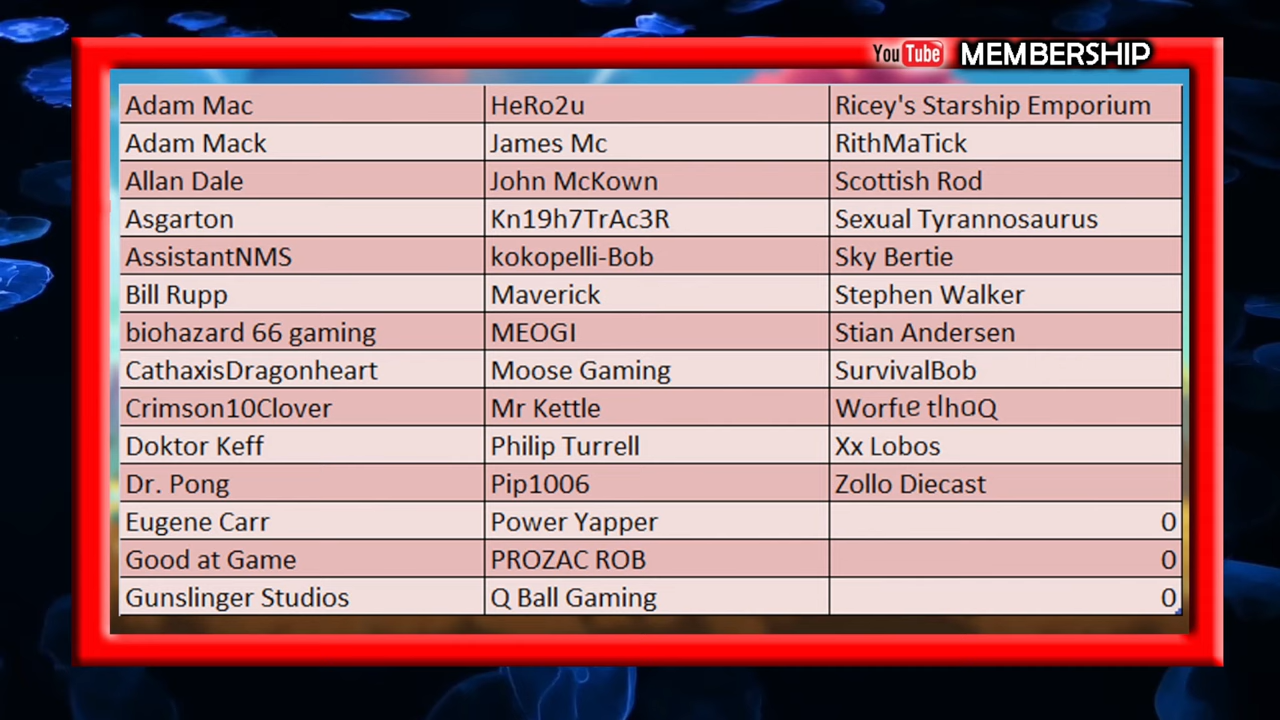 YouTube MEMBERSHIP
Adam Mac HeRo2u Ricey's Starship Emporium
Adam Mack James Mc RithMaTick
Allan Dale John McKown Scottish Rod
Asgarton Kn19h7TrAc3R Sexual Tyrannosaurus
AssistantNMS kokopelli-Bob Sky Bertie
Bill Rupp Maverick Stephen Walker
biohazard 66 gaming MEOGI Stian Andersen
CathaxisDragonheart Moose Gaming SurvivalBob
Crimson10Clover Mr Kettle Worfɩҽ tlhɑQ
Doktor Keff Philip Turrell Xx Lobos
Dr. Pong Pip1006 Zollo Diecast
Eugene Carr Power Yapper 0
Good at Game PROZAC ROB 0
Gunslinger Studios Q Ball Gaming 0